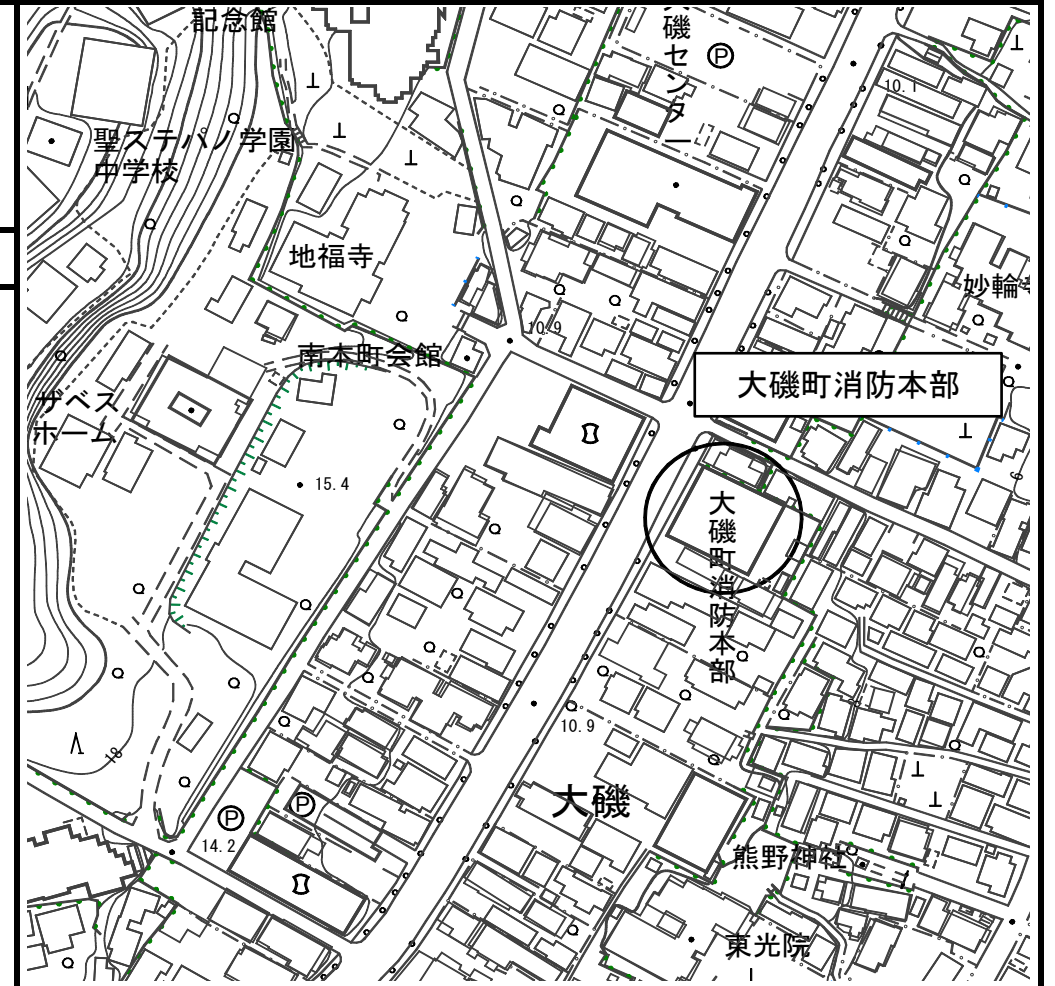 記念館
大磯センター
Ⓟ
10.1
聖ステパノ学園
中学校
地福寺
妙輪寺
10.9
南本町会館
大磯町消防本部
ザベス
ホーム
15.4
大磯町消防本部
10.9
18
大磯
Ⓟ
Ⓟ
14.2
熊野神社
東光院